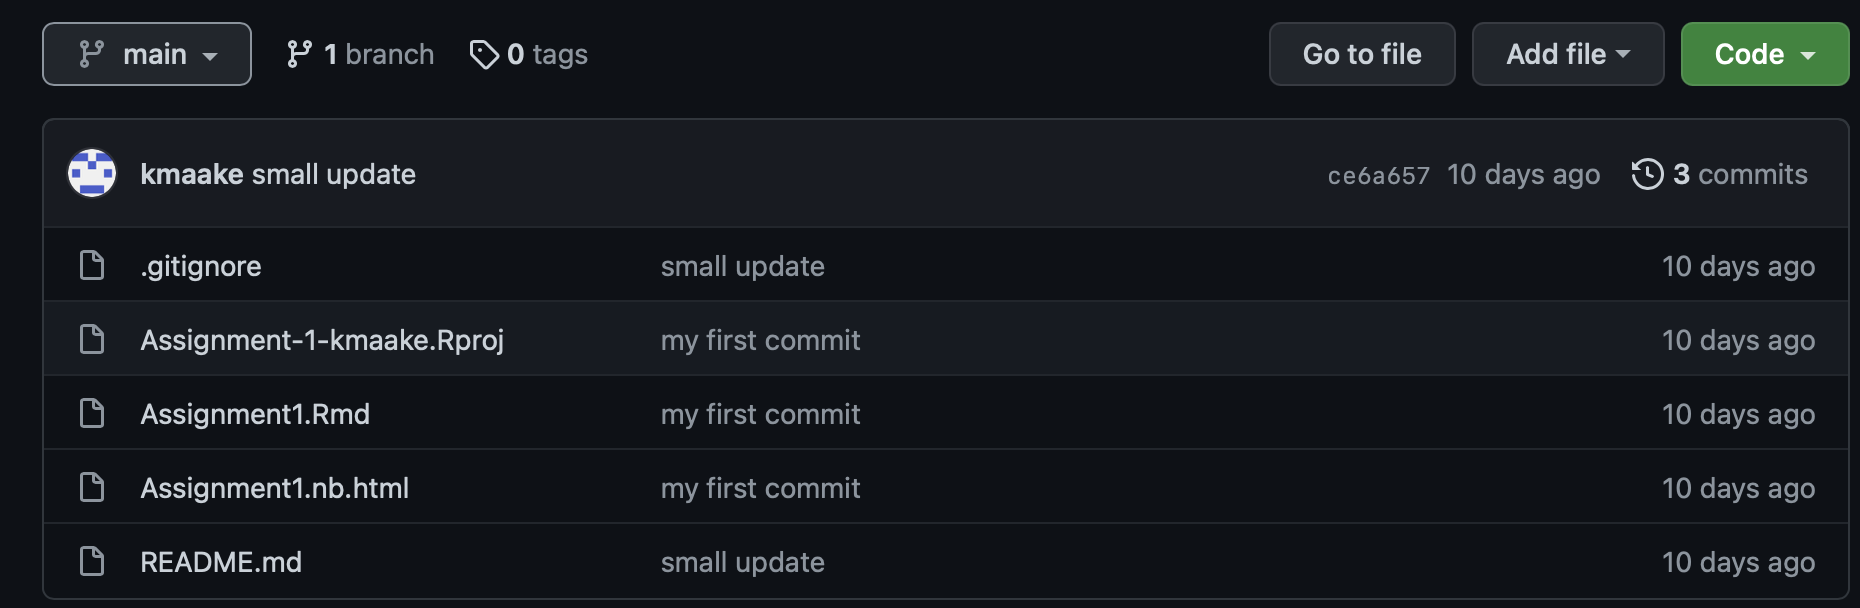 main 1 branch 0 tags Go to file Add file Code
kmaake small update ce6a657 10 days ago 3 commits
.gitignore small update 10 days ago
Assignment-1-kmaake.Rproj my first commit 10 days ago
Assignment1.Rmd my first commit 10 days ago
Assignment1.nb.html my first commit 10 days ago
README.md small update 10 days ago